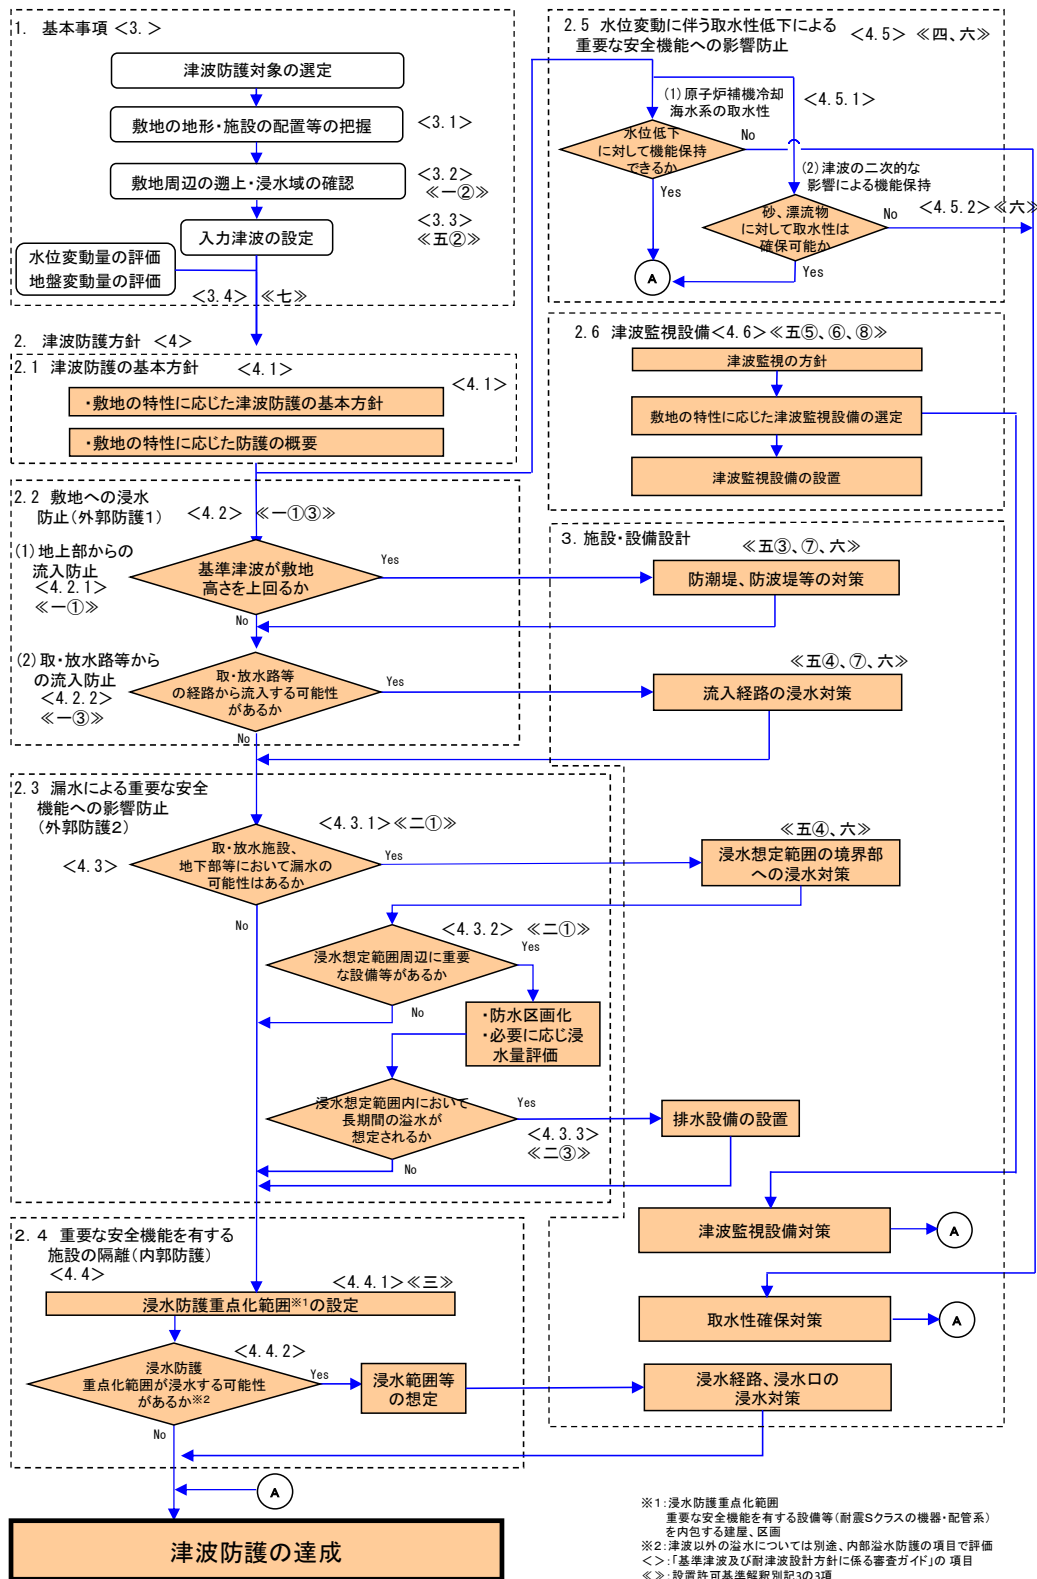 1. 基本事項 <3. >
津波防護対象の選定
敷地の地形・施設の配置等の把握
<3.1>
敷地周辺の遡上・浸水域の確認
<3.2>
≪一②≫
入力津波の設定
<3.3>
≪五②≫
水位変動量の評価
地盤変動量の評価
<3.4> ≪七≫
2. 津波防護方針 <4>
2.1 津波防護の基本方針 <4.1>
<4.1>
・敷地の特性に応じた津波防護の基本方針
・敷地の特性に応じた防護の概要
2.2 敷地への浸水
防止(外郭防護1)
<4.2> ≪一①③≫
(1)地上部からの
流入防止
<4.2.1>
≪一①≫
基準津波が敷地
高さを上回るか
Yes
No
(2)取・放水路等から
の流入防止
<4.2.2>
≪一③≫
取・放水路等
の経路から流入する可能性
があるか
Yes
No
2.3 漏水による重要な安全
機能への影響防止
(外郭防護2)
<4.3>
<4.3.1>≪二①≫
取・放水施設、
地下部等において漏水の
可能性はあるか
Yes
No
<4.3.2> ≪二①≫
浸水想定範囲周辺に重要
な設備等があるか
Yes
No
・防水区画化
・必要に応じ浸
水量評価
浸水想定範囲内において
長期間の溢水が
想定されるか
Yes
No
<4.3.3>
≪二③≫
2.4 重要な安全機能を有する
施設の隔離(内郭防護)
<4.4>
<4.4.1>≪三≫
浸水防護重点化範囲※1の設定
<4.4.2>
浸水防護
重点化範囲が浸水する可能性
があるか※2
Yes
No
浸水範囲等
の想定
A
津波防護の達成
2.5 水位変動に伴う取水性低下による
重要な安全機能への影響防止
<4.5> ≪四、六≫
(1)原子炉補機冷却
海水系の取水性
<4.5.1>
水位低下
に対して機能保持
できるか
No
Yes
(2)津波の二次的な
影響による機能保持
砂、漂流物
に対して取水性は
確保可能か
No
<4.5.2>≪六≫
Yes
A
2.6 津波監視設備<4.6>≪五⑤、⑥、⑧≫
津波監視の方針
敷地の特性に応じた津波監視設備の選定
津波監視設備の設置
3. 施設・設備設計
≪五③、⑦、六≫
防潮堤、防波堤等の対策
≪五④、⑦、六≫
流入経路の浸水対策
≪五④、六≫
浸水想定範囲の境界部
への浸水対策
排水設備の設置
津波監視設備対策
A
取水性確保対策
A
浸水経路、浸水口の
浸水対策
※1:浸水防護重点化範囲
重要な安全機能を有する設備等(耐震Sクラスの機器・配管系)
を内包する建屋、区画
※2:津波以外の溢水については別途、内部溢水防護の項目で評価
< >:「基準津波及び耐津波設計方針に係る審査ガイド」の 項目
≪ ≫:設置許可基準解釈別記3の3項